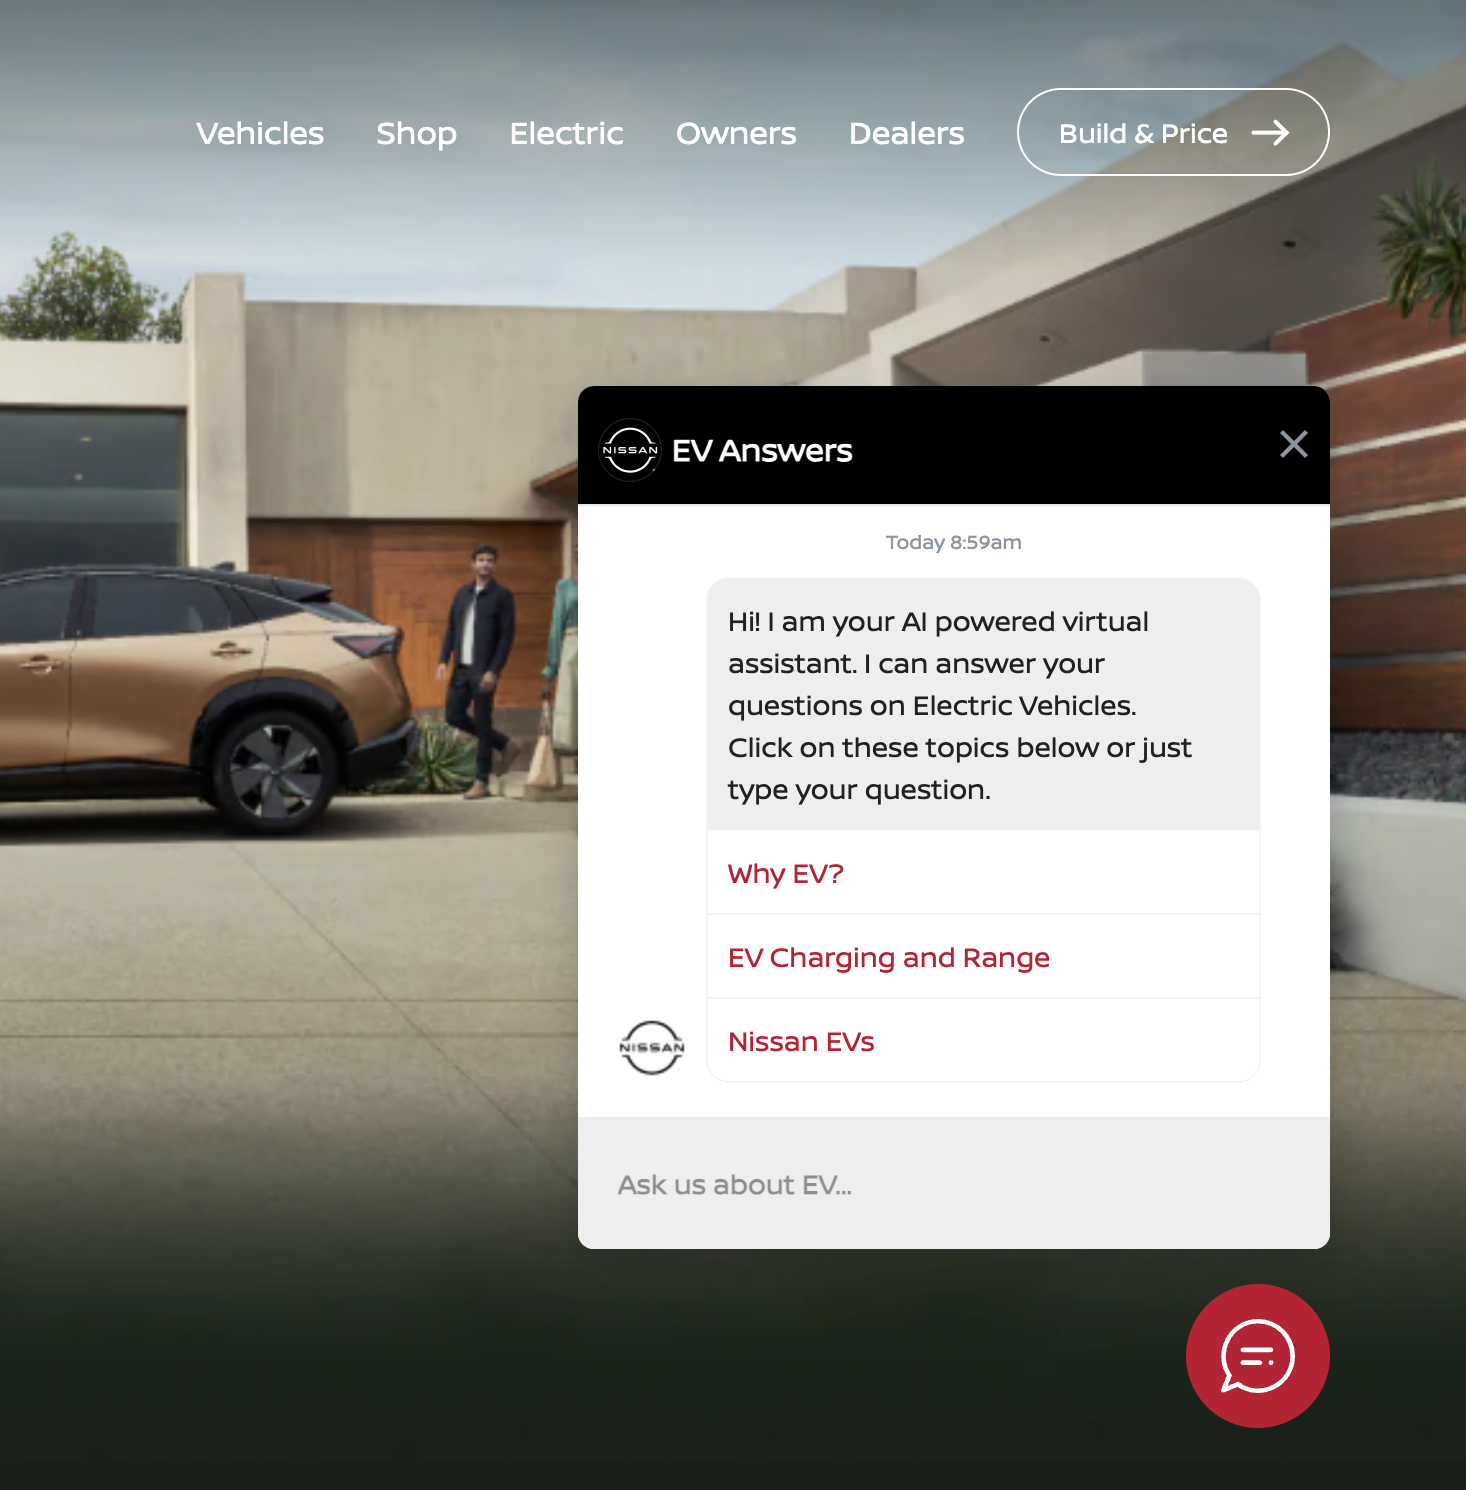 Vehicles Shop Electric Owners Dealers Build & Price
NISSAN EV Answers
Today 8:59am
Hi! I am your AI powered virtual
assistant. I can answer your
questions on Electric Vehicles.
Click on these topics below or just
type your question.
Why EV?
EV Charging and Range
Nissan EVs
NISSAN
Ask us about EV...